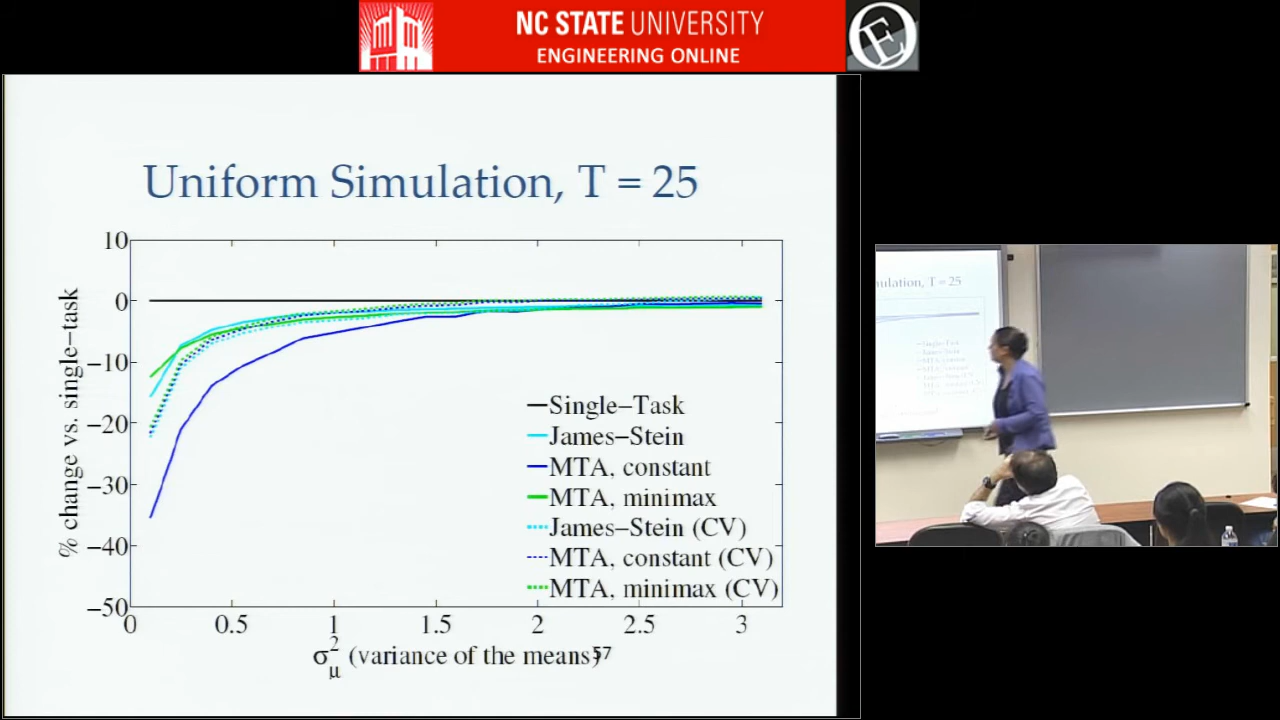 NC STATE UNIVERSITY
ENGINEERING ONLINE
Uniform Simulation, T = 25
% change vs. single−task
10
0
−10
−20
−30
−40
−50
0
0.5
1
1.5
2
2.5
3
Single−Task
James−Stein
MTA, constant
MTA, minimax
James−Stein (CV)
MTA, constant (CV)
MTA, minimax (CV)
σ²μ (variance of the means)
57
mulation, T = 25